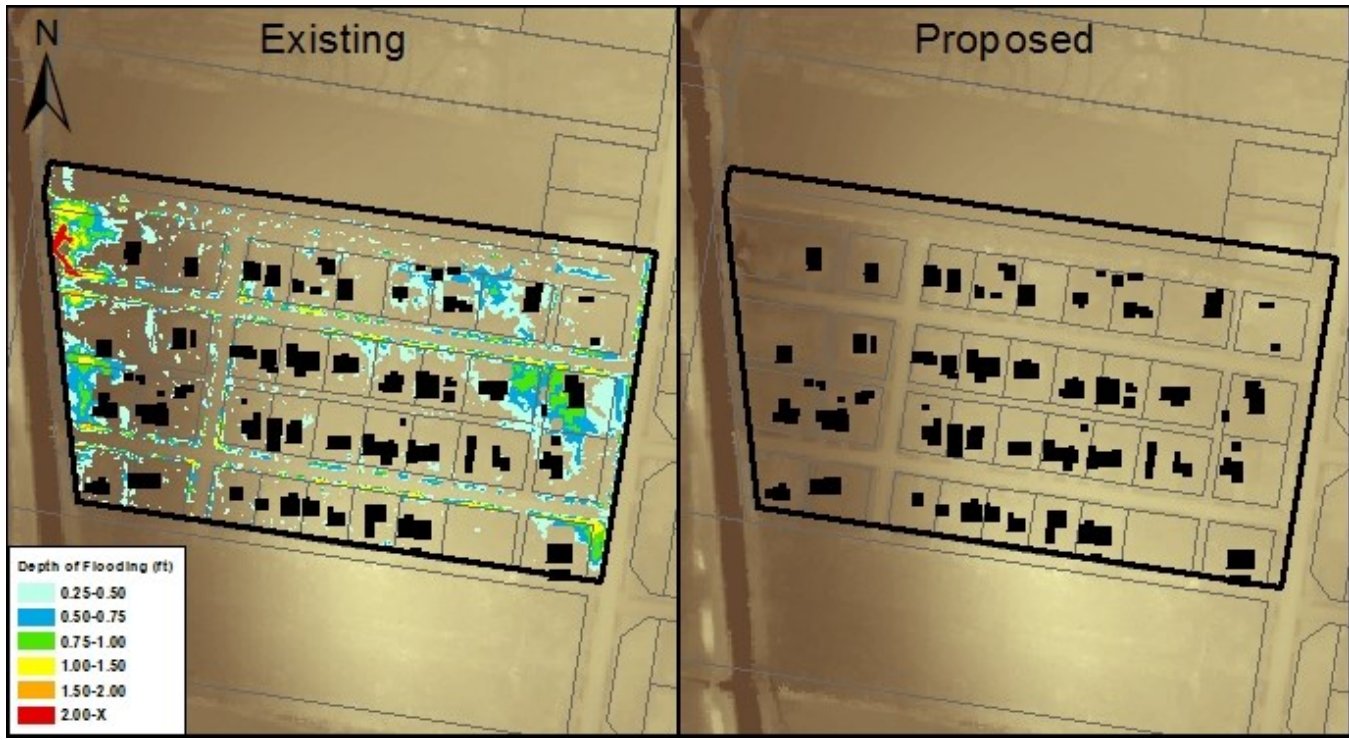 N
Existing
Proposed
Depth of Flooding (ft)
0.25-0.50
0.50-0.75
0.75-1.00
1.00-1.50
1.50-2.00
2.00-X